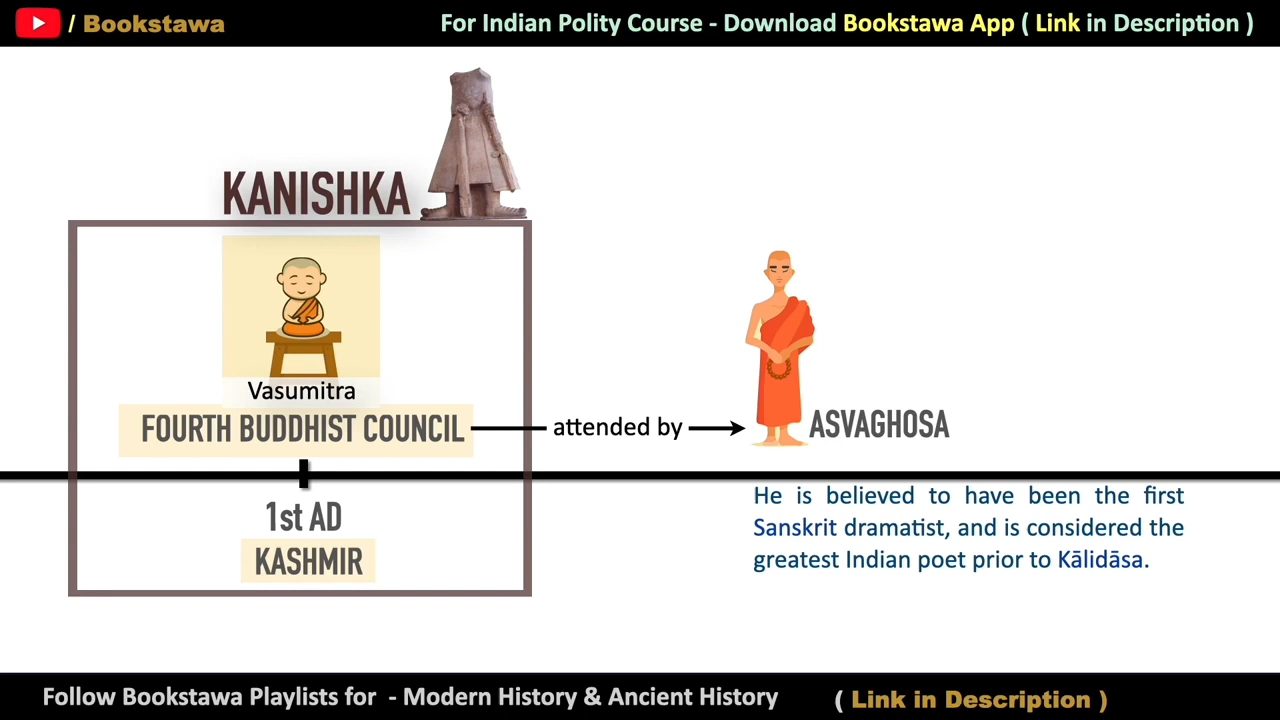 / Bookstawa
For Indian Polity Course - Download Bookstawa App ( Link in Description )
KANISHKA
Vasumitra
FOURTH BUDDHIST COUNCIL
attended by
ASVAGHOSA
1st AD
KASHMIR
He is believed to have been the first
Sanskrit dramatist, and is considered the
greatest Indian poet prior to Kālidāsa.
Follow Bookstawa Playlists for - Modern History & Ancient History
( Link in Description )